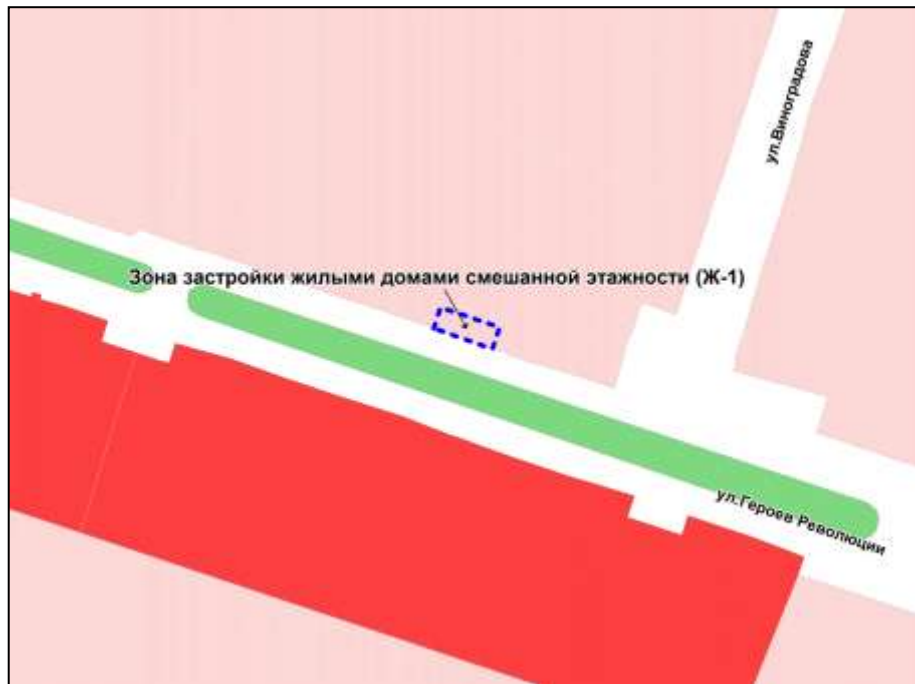 ул.Виноградова
Зона застройки жилыми домами смешанной этажности (Ж-1)
ул.Героев Революции